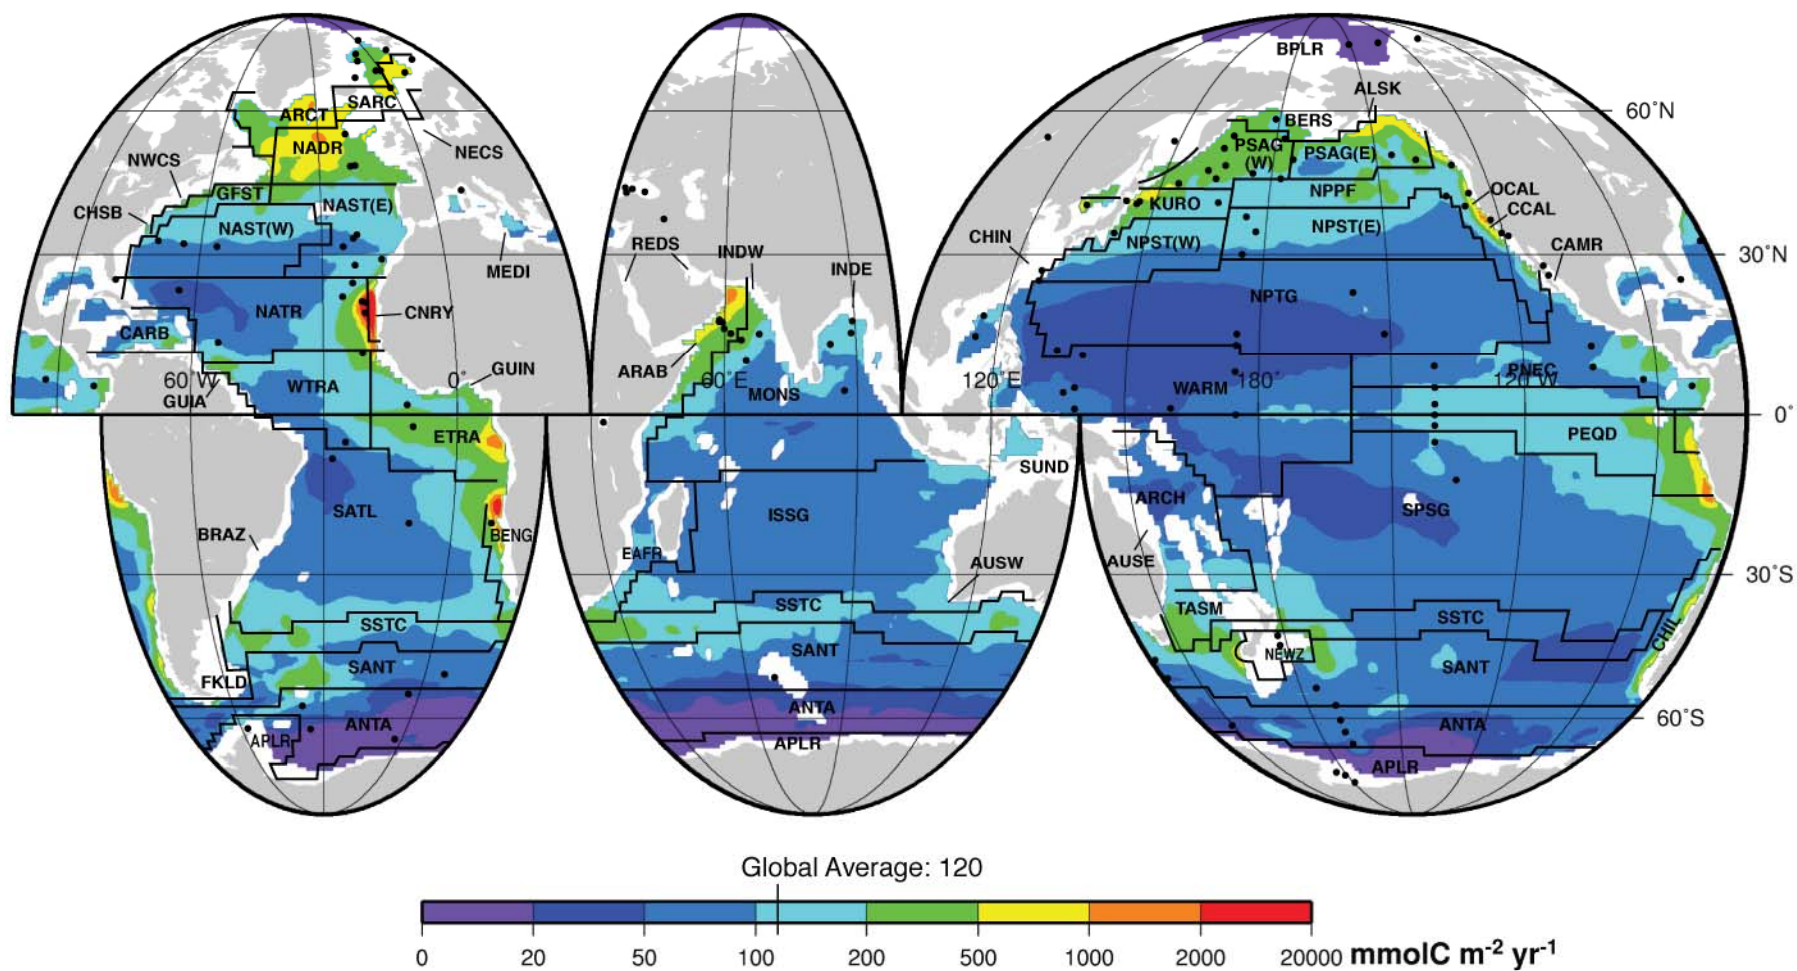 BPLR
ALSK
SARC
ARCT
60˚N
BERS
NADR
NECS
PSAG
(W)
PSAG(E)
NWCS
GFST
NPPF
OCAL
CCAL
CHSB
NAST(E)
KURO
NAST(W)
NPST(W)
NPST(E)
CHIN
CAMR
REDS
INDW
INDE
30˚N
MEDI
NATR
CNRY
NPTG
CARB
GUIN
ARAB
PNEC
60˚W
0˚
60˚E
120˚E
180˚
120˚W
WTRA
MONS
WARM
GUIA
0˚
ETRA
PEQD
SUND
ARCH
SATL
ISSG
SPSG
BRAZ
BENG
EAFR
AUSW
AUSE
30˚S
SSTC
TASM
SSTC
SSTC
CHIL
SANT
SANT
NEWZ
SANT
FKLD
ANTA
ANTA
ANTA
60˚S
APLR
APLR
APLR
Global Average: 120
0 20 50 100 200 500 1000 2000 20000 mmolC m-2 yr-1